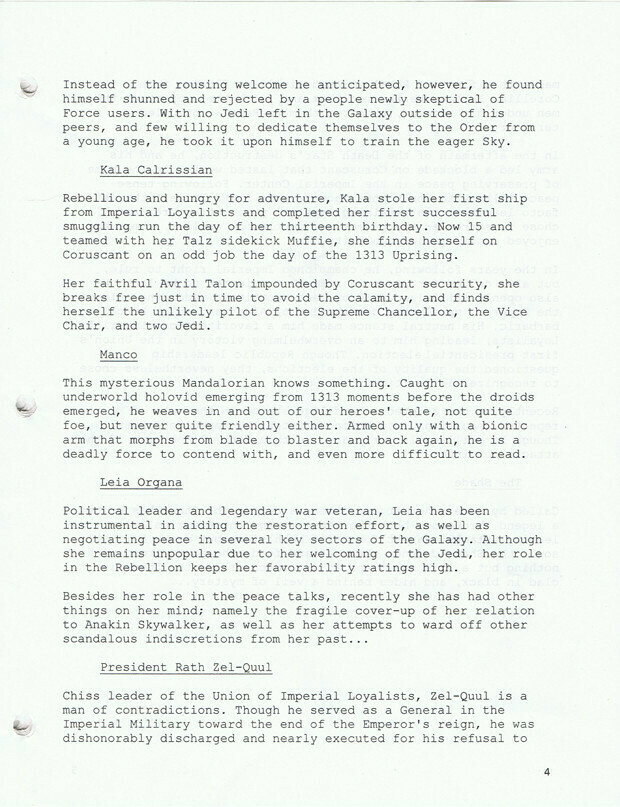 Instead of the rousing welcome he anticipated, however, he found
himself shunned and rejected by a people newly skeptical of
Force users. With no Jedi left in the Galaxy outside of his
peers, and few willing to dedicate themselves to the Order from
a young age, he took it upon himself to train the eager Sky.
Kala Calrissian
Rebellious and hungry for adventure, Kala stole her first ship
from Imperial Loyalists and completed her first successful
smuggling run the day of her thirteenth birthday. Now 15 and
teamed with her Talz sidekick Muffie, she finds herself on
Coruscant on an odd job the day of the 1313 Uprising.
Her faithful Avril Talon impounded by Coruscant security, she
breaks free just in time to avoid the calamity, and finds
herself the unlikely pilot of the Supreme Chancellor, the Vice
Chair, and two Jedi.
Manco
This mysterious Mandalorian knows something. Caught on
underworld holovid emerging from 1313 moments before the droids
emerged, he weaves in and out of our heroes' tale, not quite
foe, but never quite friendly either. Armed only with a bionic
arm that morphs from blade to blaster and back again, he is a
deadly force to contend with, and even more difficult to read.
Leia Organa
Political leader and legendary war veteran, Leia has been
instrumental in aiding the restoration effort, as well as
negotiating peace in several key sectors of the Galaxy. Although
she remains unpopular due to her welcoming of the Jedi, her role
in the Rebellion keeps her favorability ratings high.
Besides her role in the peace talks, recently she has had other
things on her mind; namely the fragile cover-up of her relation
to Anakin Skywalker, as well as her attempts to ward off other
scandalous indiscretions from her past...
President Rath Zel-Quul
Chiss leader of the Union of Imperial Loyalists, Zel-Quul is a
man of contradictions. Though he served as a General in the
Imperial Military toward the end of the Emperor's reign, he was
dishonorably discharged and nearly executed for his refusal to
4